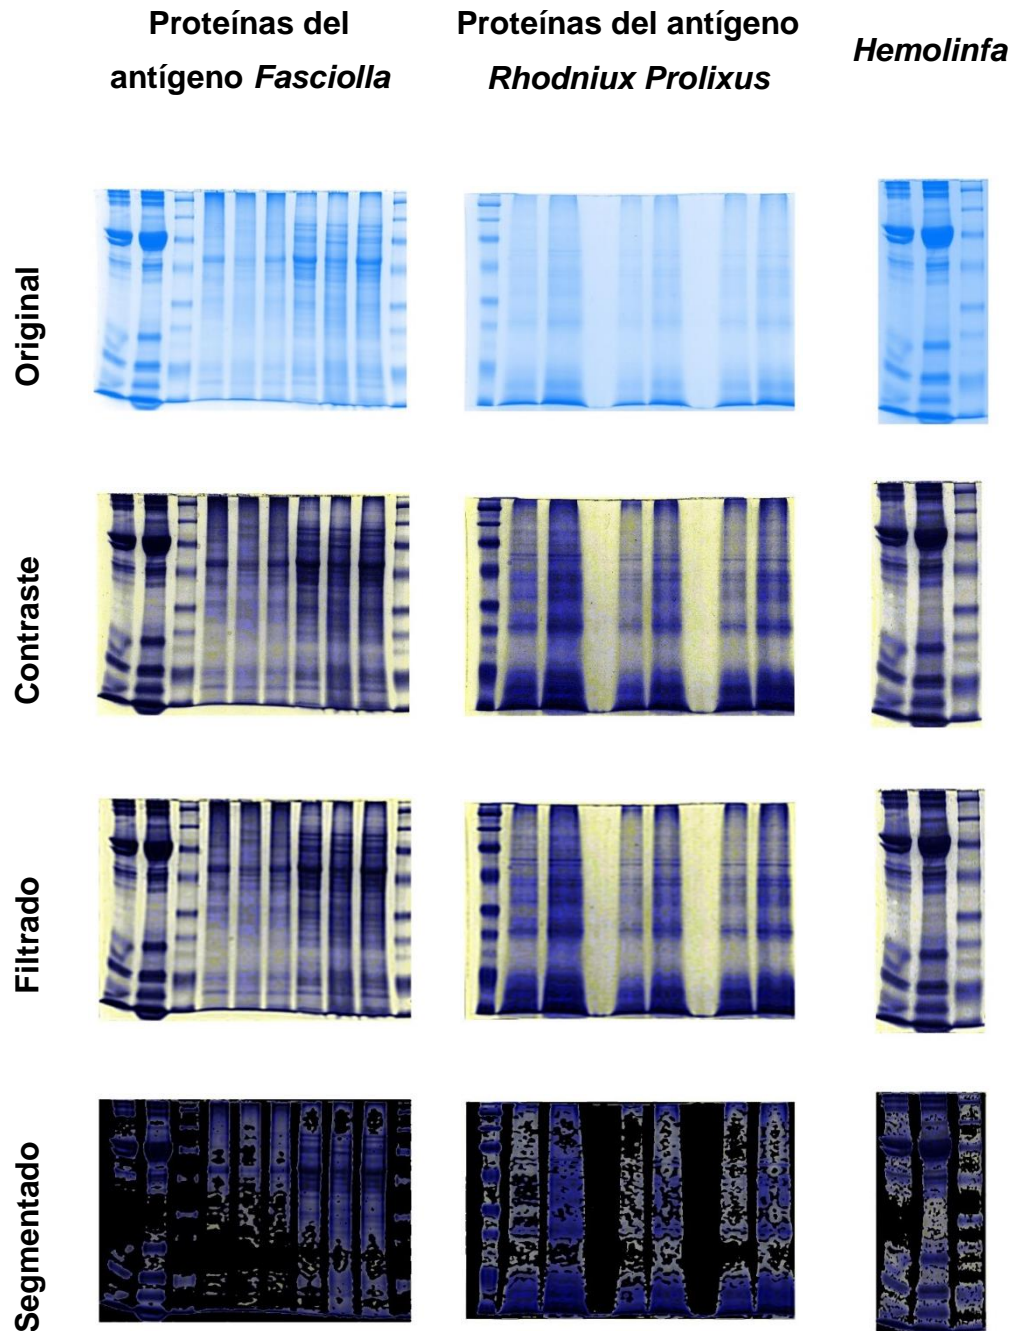 Proteínas del
antígeno Fasciolla
Proteínas del antígeno
Rhodniux Prolixus
Hemolinfa
Original
Contraste
Filtrado
Segmentado